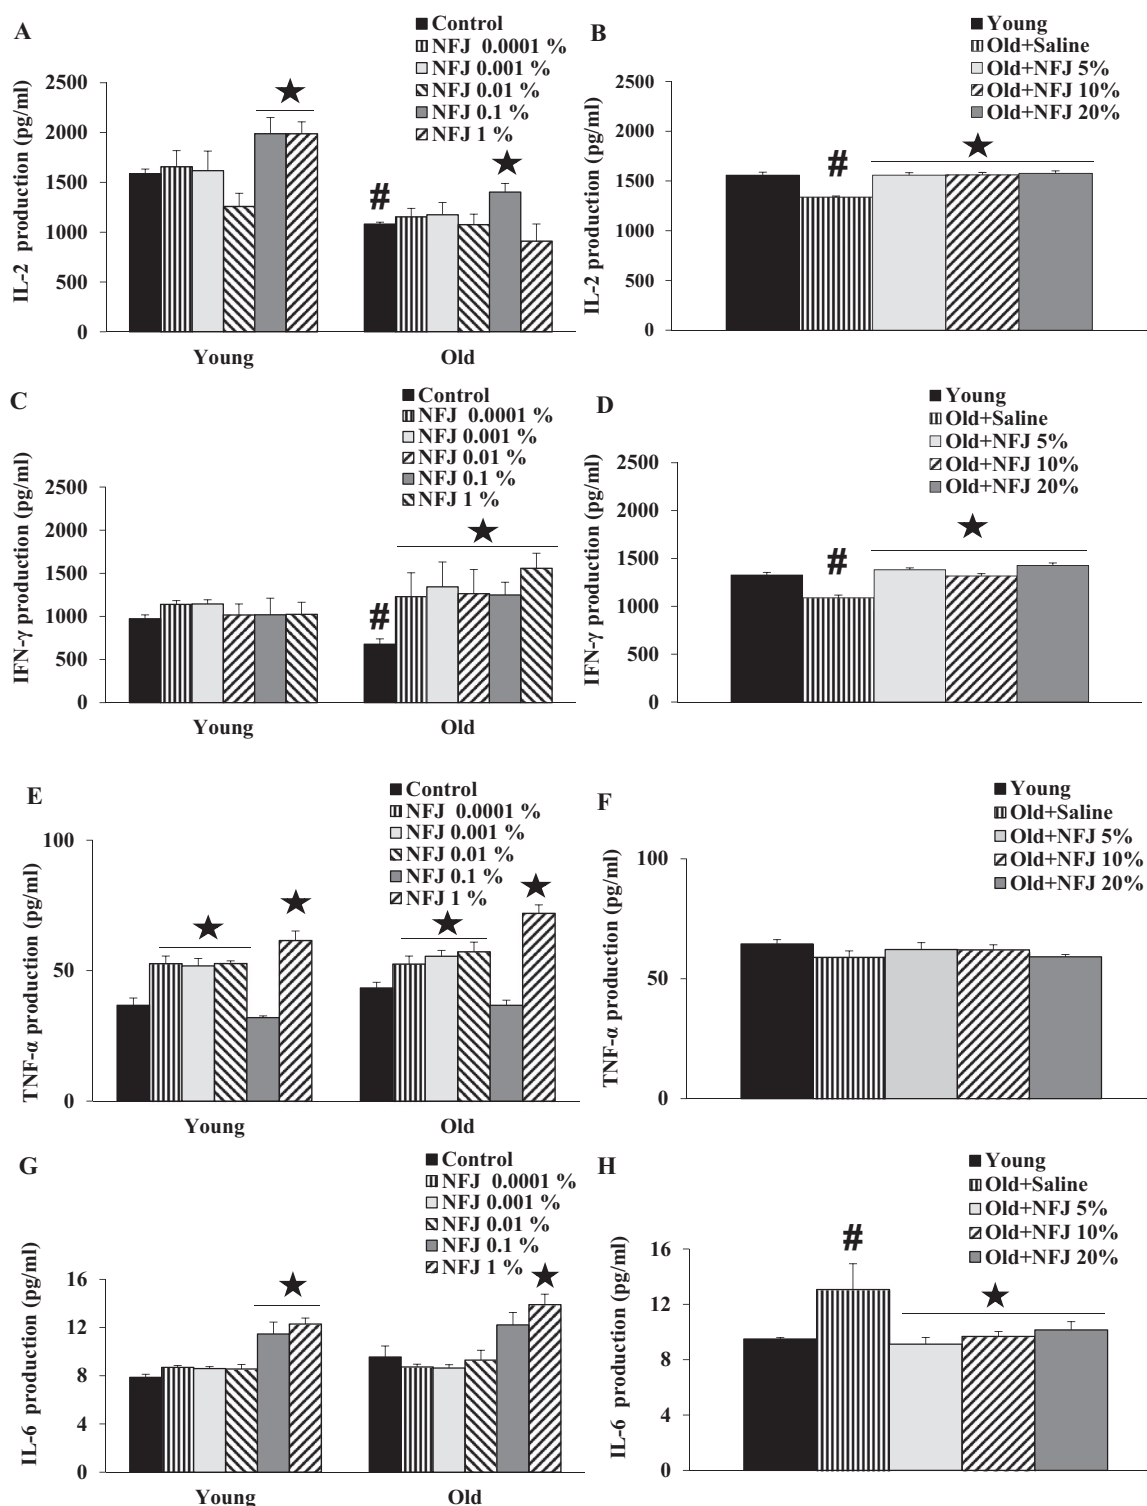 A
Control
NFJ 0.0001 %
NFJ 0.001 %
NFJ 0.01 %
NFJ 0.1 %
NFJ 1 %
IL-2 production (pg/ml)
2500
2000
1500
1000
500
0
#
Young
Old
B
Young
Old+Saline
Old+NFJ 5%
Old+NFJ 10%
Old+NFJ 20%
IL-2 production (pg/ml)
2500
2000
1500
1000
500
0
#
C
Control
NFJ 0.0001 %
NFJ 0.001 %
NFJ 0.01 %
NFJ 0.1 %
NFJ 1 %
IFN-γ production (pg/ml)
2500
2000
1500
1000
500
0
#
Young
Old
D
Young
Old+Saline
Old+NFJ 5%
Old+NFJ 10%
Old+NFJ 20%
IFN-γ production (pg/ml)
2500
2000
1500
1000
500
0
#
E
Control
NFJ 0.0001 %
NFJ 0.001 %
NFJ 0.01 %
NFJ 0.1 %
NFJ 1 %
TNF-α production (pg/ml)
100
50
0
Young
Old
F
Young
Old+Saline
Old+NFJ 5%
Old+NFJ 10%
Old+NFJ 20%
TNF-α production (pg/ml)
100
50
0
G
Control
NFJ 0.0001 %
NFJ 0.001 %
NFJ 0.01 %
NFJ 0.1 %
NFJ 1 %
IL-6 production (pg/ml)
16
12
8
4
0
Young
Old
H
Young
Old+Saline
Old+NFJ 5%
Old+NFJ 10%
Old+NFJ 20%
IL-6 production (pg/ml)
16
12
8
4
0
#